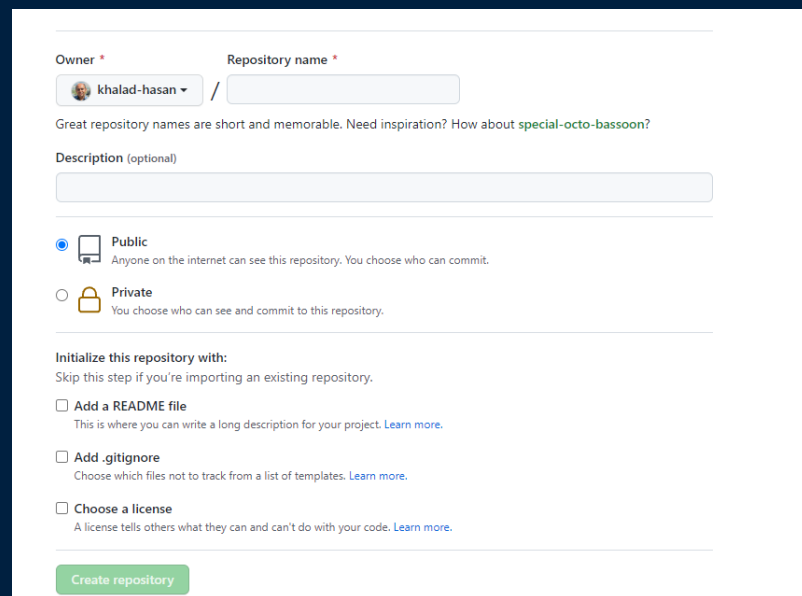 Owner * Repository name *
khalad-hasan /
Great repository names are short and memorable. Need inspiration? How about special-octo-bassoon?
Description (optional)
Public
Anyone on the internet can see this repository. You choose who can commit.
Private
You choose who can see and commit to this repository.
Initialize this repository with:
Skip this step if you're importing an existing repository.
Add a README file
This is where you can write a long description for your project. Learn more.
Add .gitignore
Choose which files not to track from a list of templates. Learn more.
Choose a license
A license tells others what they can and can't do with your code. Learn more.
Create repository